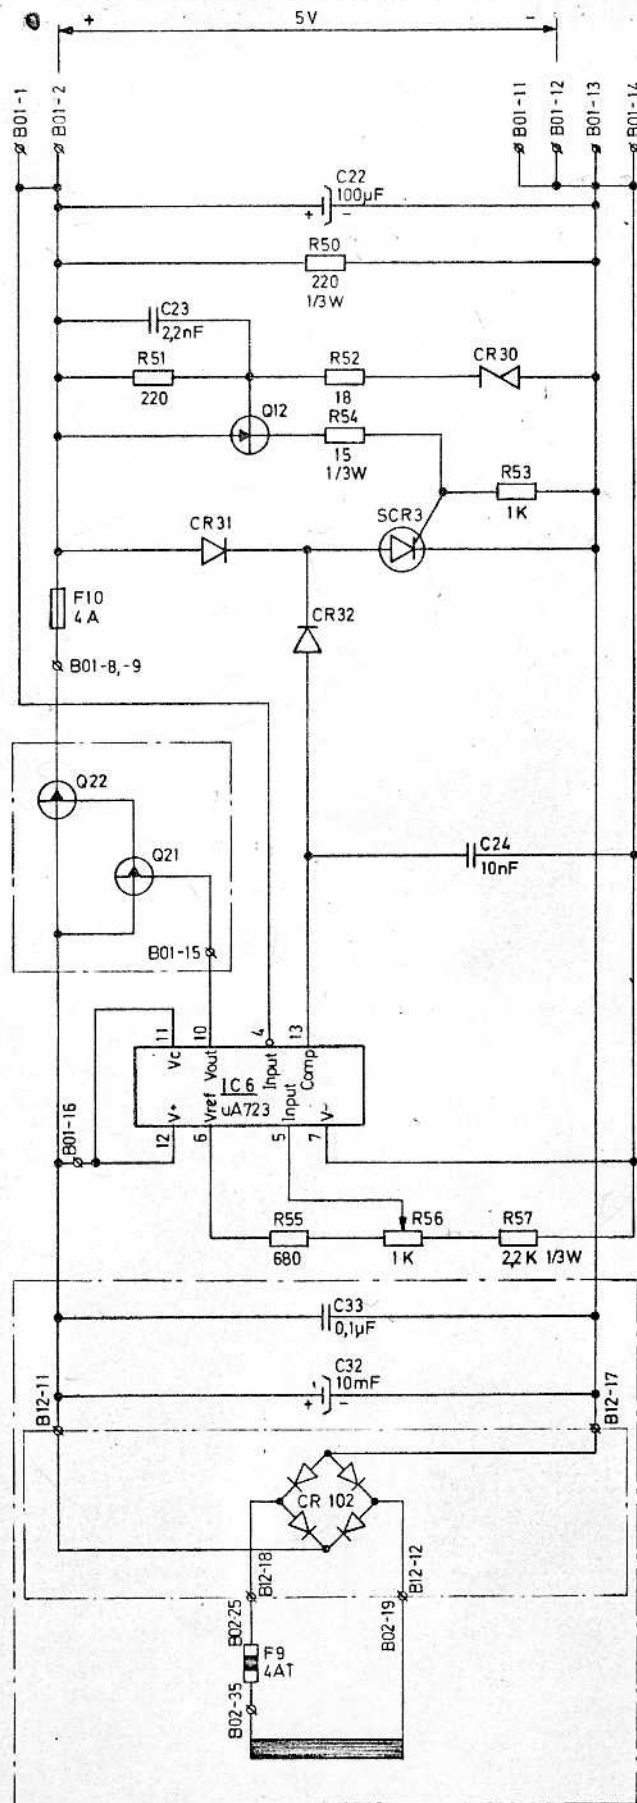 + 5V -
B01-1
B01-2
B01-11
B01-12
B01-13
B01-14
C22
100µF
+ -
R50
220
1/3W
C23
2,2nF
R51
220
R52
18
CR30
Q12
R54
15
1/3W
R53
1K
CR31
SCR3
F10
4A
CR32
B01-8,-9
Q22
Q21
C24
10nF
B01-15
11
10
4
13
Vc
Vout
Input
Comp
IC6
uA723
V+
Vref
Input
V-
12
6
5
7
B01-16
R55
680
R56
1K
R57
2,2K 1/3W
C33
0,1µF
C32
10mF
+ -
B12-11
B12-17
CR 102
B12-18
B12-12
B02-25
B02-19
F9
4AT
B02-35